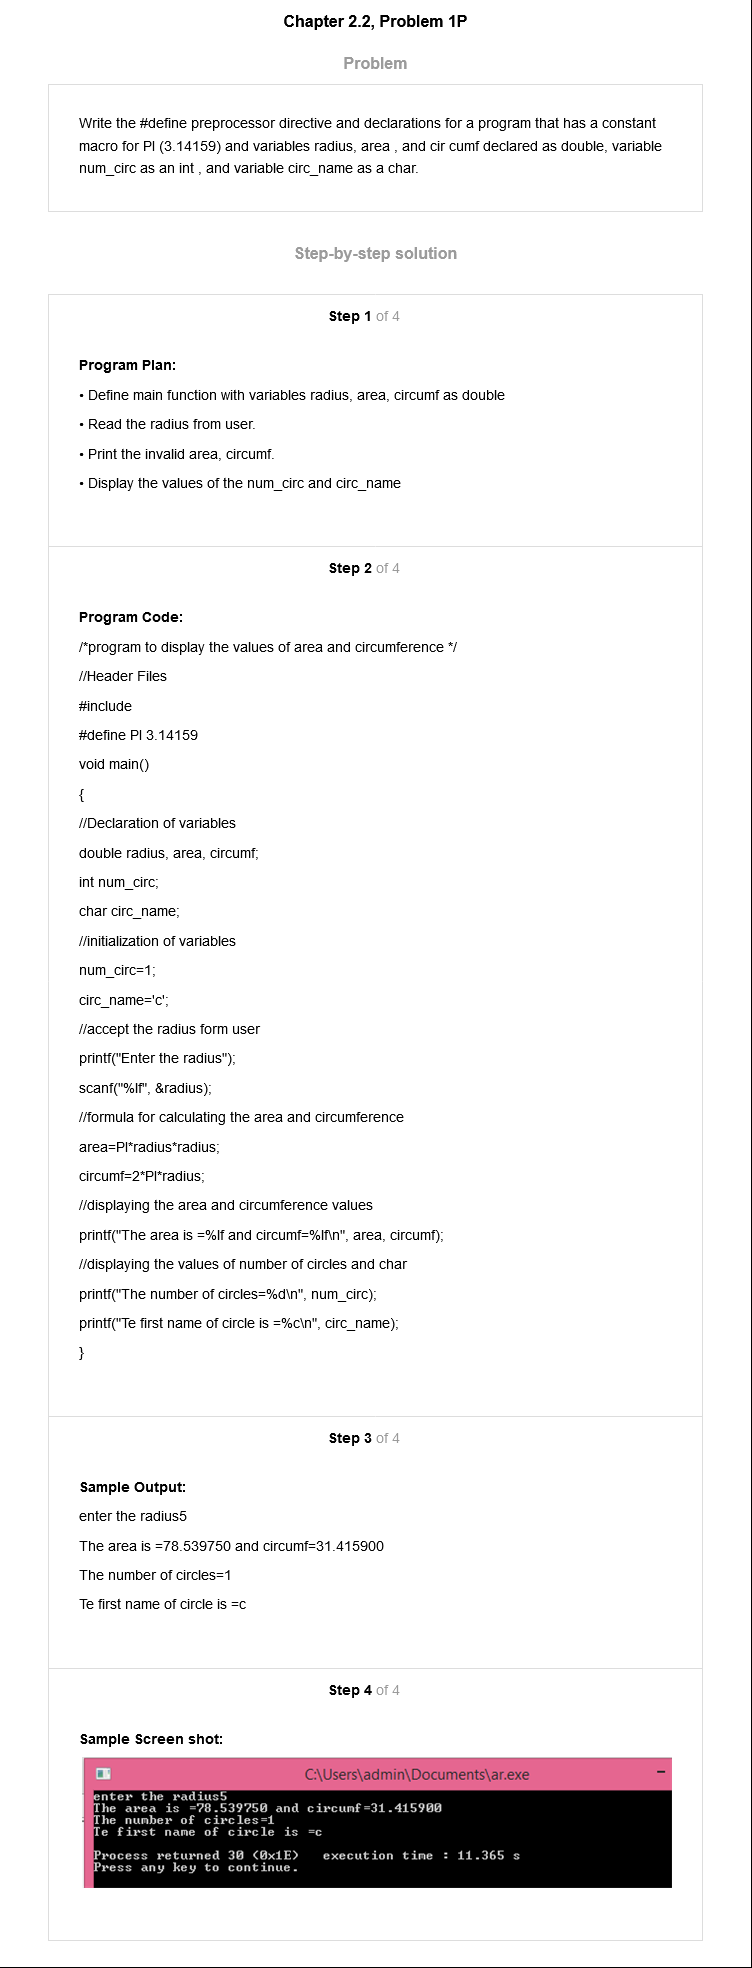 Chapter 2.2, Problem 1P
Problem
Write the #define preprocessor directive and declarations for a program that has a constant
macro for Pl (3.14159) and variables radius, area , and cir cumf declared as double, variable
num_circ as an int , and variable circ_name as a char.
Step-by-step solution
Step 1 of 4
Program Plan:
• Define main function with variables radius, area, circumf as double
• Read the radius from user.
• Print the invalid area, circumf.
• Display the values of the num_circ and circ_name
Step 2 of 4
Program Code:
/*program to display the values of area and circumference */
//Header Files
#include
#define Pl 3.14159
void main()
{
//Declaration of variables
double radius, area, circumf;
int num_circ;
char circ_name;
//initialization of variables
num_circ=1;
circ_name='c';
//accept the radius form user
printf("Enter the radius");
scanf("%lf", &radius);
//formula for calculating the area and circumference
area=Pl*radius*radius;
circumf=2*Pl*radius;
//displaying the area and circumference values
printf("The area is =%lf and circumf=%lf\n", area, circumf);
//displaying the values of number of circles and char
printf("The number of circles=%d\n", num_circ);
printf("Te first name of circle is =%c\n", circ_name);
}
Step 3 of 4
Sample Output:
enter the radius5
The area is =78.539750 and circumf=31.415900
The number of circles=1
Te first name of circle is =c
Step 4 of 4
Sample Screen shot:
C:\Users\admin\Documents\ar.exe
enter the radius5
The area is =78.539750 and circumf=31.415900
The number of circles=1
Te first name of circle is =c
Process returned 30 (0x1E) execution time : 11.365 s
Press any key to continue.